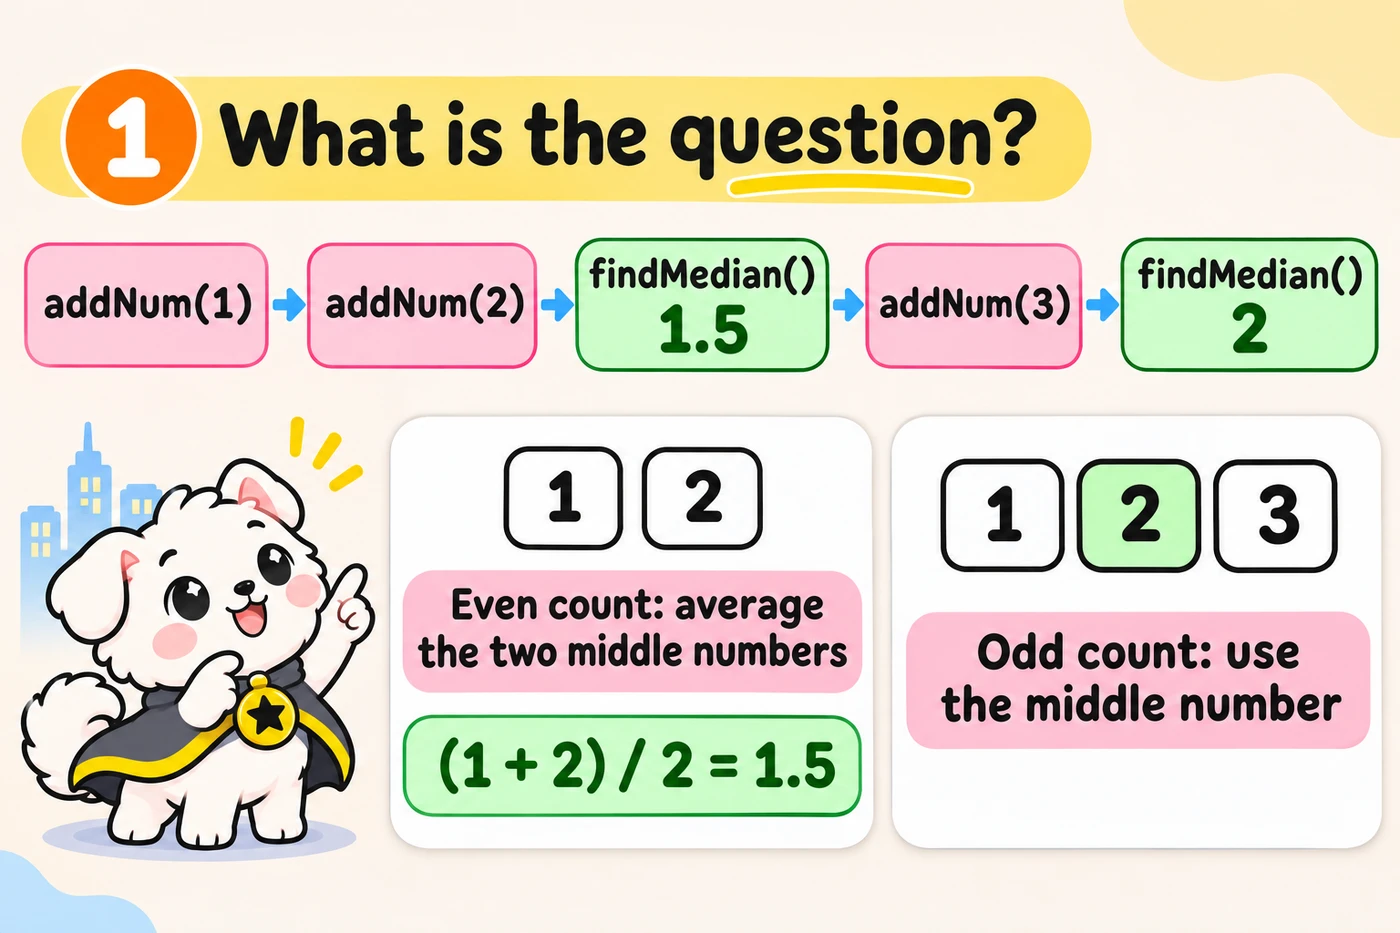 1 What is the question?
addNum(1)
addNum(2)
findMedian()
1.5
addNum(3)
findMedian()
2
1 2
Even count: average
the two middle numbers
(1 + 2) / 2 = 1.5
1 2 3
Odd count: use
the middle number